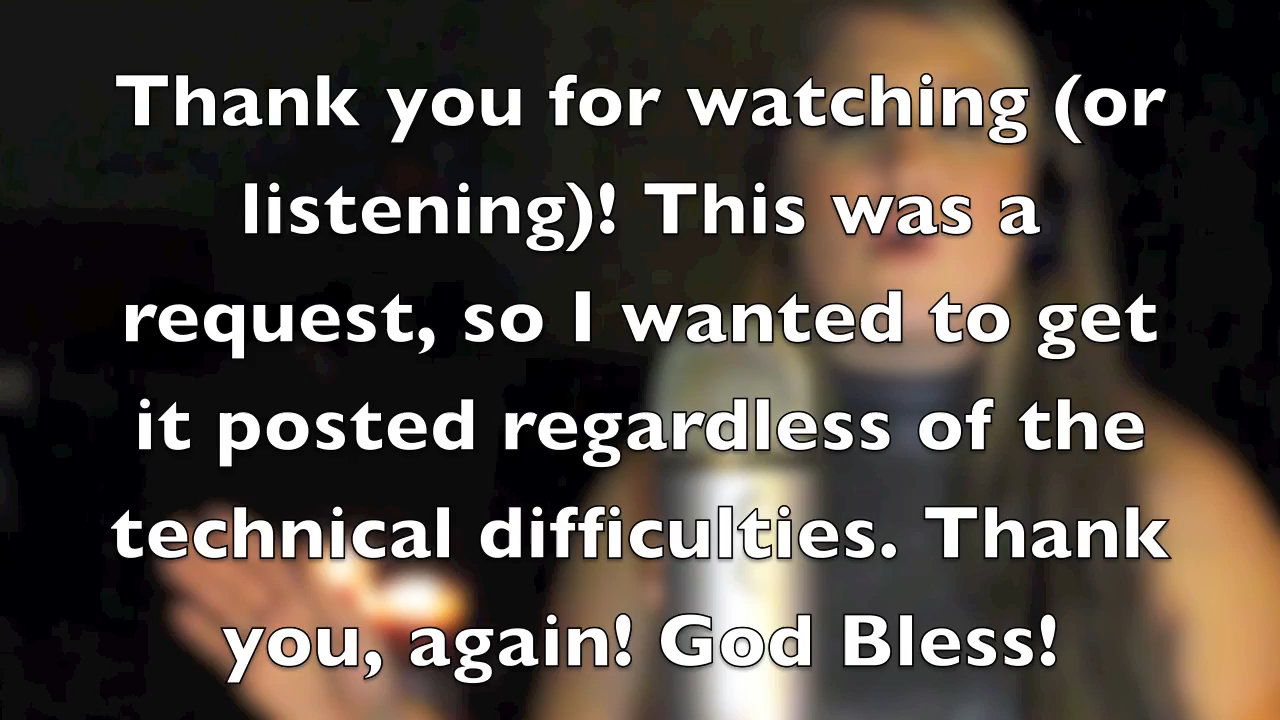 Thank you for watching (or
listening)! This was a
request, so I wanted to get
it posted regardless of the
technical difficulties. Thank
you, again! God Bless!